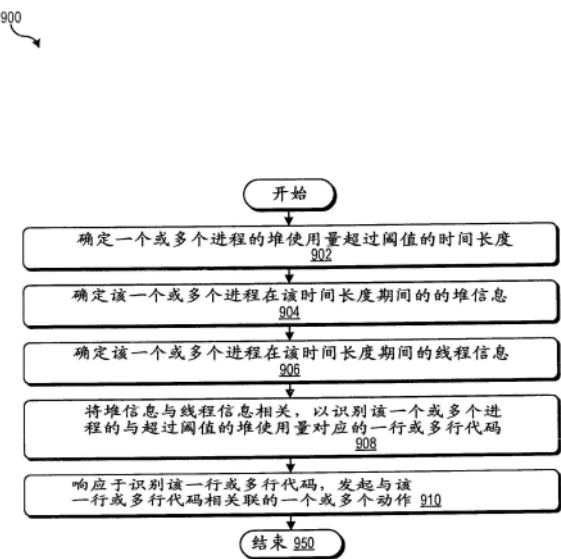 900
开始
确定一个或多个进程的堆使用量超过阈值的时间长度
902
确定该一个或多个进程在该时间长度期间的的堆信息
904
确定该一个或多个进程在该时间长度期间的线程信息
906
将堆信息与线程信息相关，以识别该一个或多个进
程的与超过阈值的堆使用量对应的一行或多行代码
908
响应于识别该一行或多行代码，发起与该
一行或多行代码相关联的一个或多个动作 910
结束 950